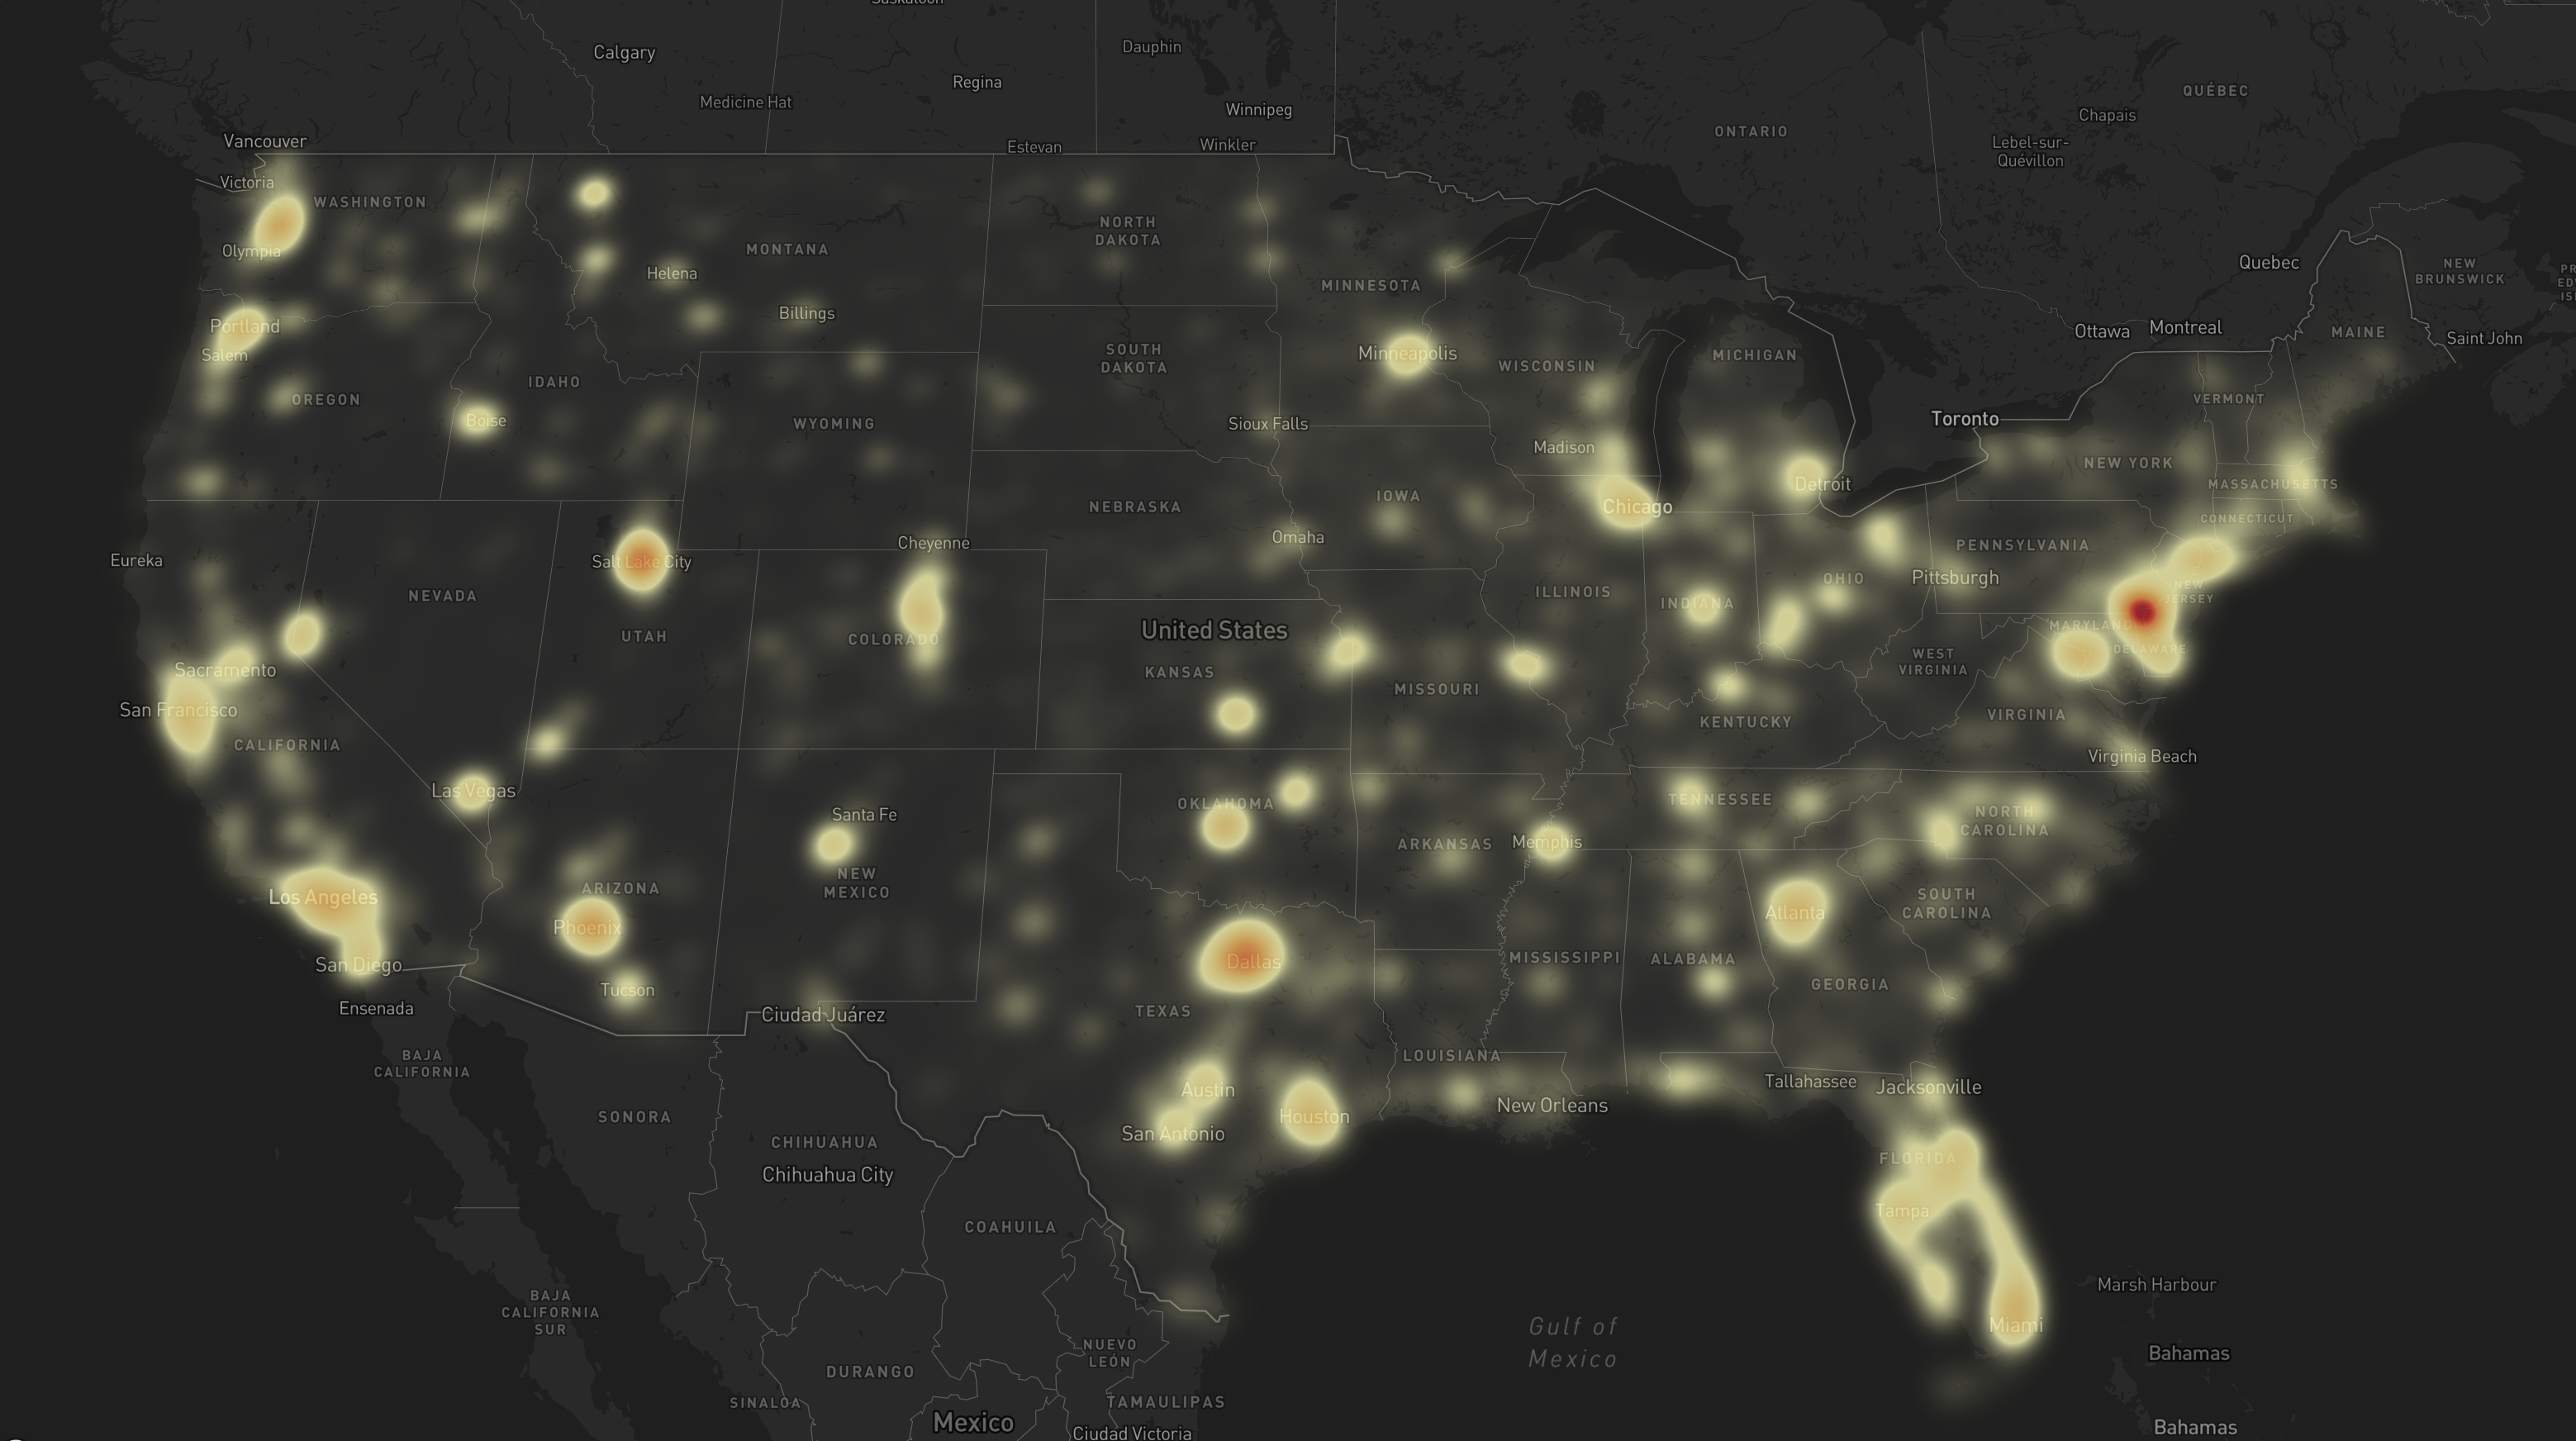 Saskatoon
Calgary
Dauphin
Regina
QUÉBEC
Medicine Hat
Winnipeg
Chapais
ONTARIO
Vancouver
Estevan
Winkler
Lebel-sur-
Quévillon
Victoria
WASHINGTON
NORTH
DAKOTA
Olympia
MONTANA
Helena
Quebec
NEW
BRUNSWICK
MINNESOTA
Billings
Portland
Salem
Ottawa
Montreal
MAINE
Saint John
SOUTH
DAKOTA
Minneapolis
WISCONSIN
MICHIGAN
IDAHO
OREGON
VERMONT
Boise
WYOMING
Sioux Falls
Toronto
Madison
NEW YORK
Detroit
MASSACHUSETTS
IOWA
NEBRASKA
Chicago
CONNECTICUT
Omaha
Cheyenne
PENNSYLVANIA
Eureka
Salt Lake City
OHIO
Pittsburgh
NEVADA
ILLINOIS
INDIANA
NEW
JERSEY
United States
UTAH
COLORADO
MARYLAND
DELAWARE
WEST
VIRGINIA
Sacramento
KANSAS
MISSOURI
San Francisco
VIRGINIA
KENTUCKY
CALIFORNIA
Virginia Beach
Las Vegas
TENNESSEE
OKLAHOMA
NORTH
CAROLINA
Santa Fe
Memphis
ARKANSAS
NEW
MEXICO
ARIZONA
Los Angeles
SOUTH
CAROLINA
Phoenix
Atlanta
Dallas
MISSISSIPPI
ALABAMA
San Diego
Tucson
GEORGIA
Ensenada
Ciudad Juárez
TEXAS
BAJA
CALIFORNIA
LOUISIANA
Tallahassee
Jacksonville
Austin
New Orleans
SONORA
Houston
San Antonio
CHIHUAHUA
Chihuahua City
FLORIDA
Tampa
COAHUILA
Marsh Harbour
BAJA
CALIFORNIA
SUR
Gulf of
Mexico
Miami
NUEVO
LEÓN
Bahamas
DURANGO
SINALOA
TAMAULIPAS
Mexico
Ciudad Victoria
Bahamas